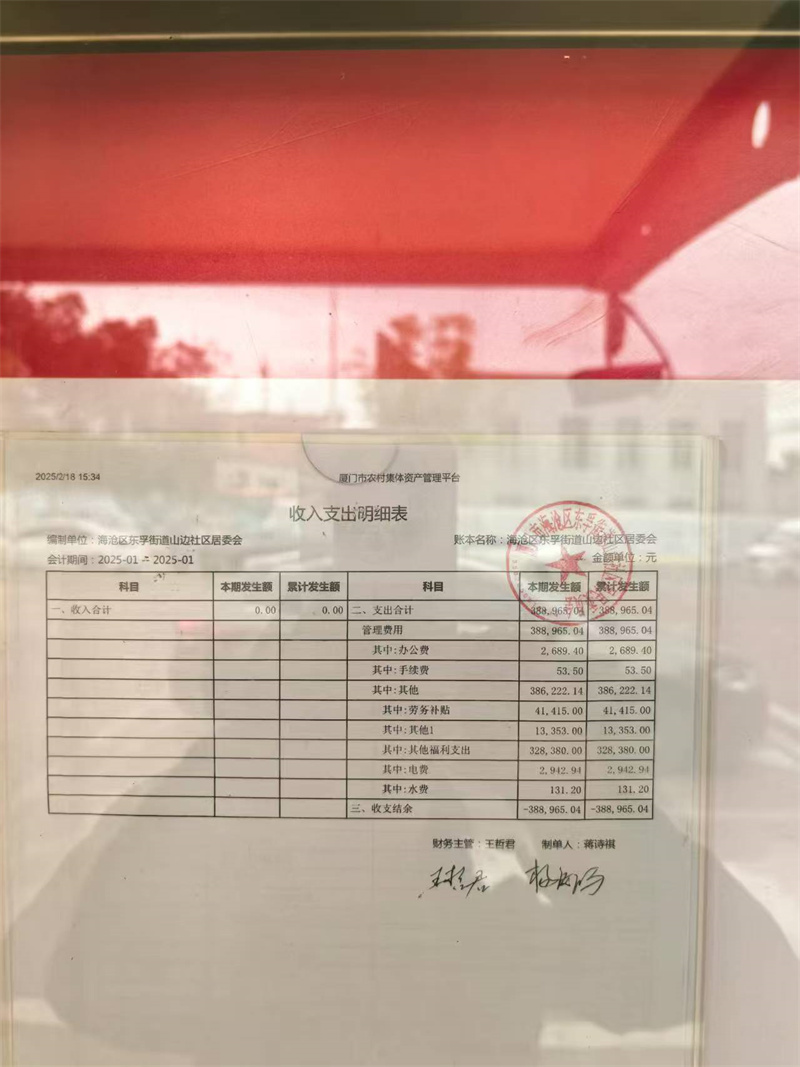 2025/2/18 15:34
厦门市农村集体资产管理平台
收入支出明细表
编制单位：海沧区东孚街道山边社区居委会
账本名称：海沧区东孚街道山边社区居委会
会计期间：2025-01 至 2025-01
金额单位：元
科目 本期发生额 累计发生额 科目 本期发生额 累计发生额
一、收入合计 0.00 0.00 二、支出合计 388,965.04 388,965.04
管理费用 388,965.04 388,965.04
其中:办公费 2,689.40 2,689.40
其中:手续费 53.50 53.50
其中:其他 386,222.14 386,222.14
其中:劳务补贴 41,415.00 41,415.00
其中:其他1 13,353.00 13,353.00
其中:其他福利支出 328,380.00 328,380.00
其中:电费 2,942.94 2,942.94
其中:水费 131.20 131.20
三、收支结余 -388,965.04 -388,965.04
财务主管：王哲君 制单人：蒋诗祺
王哲君